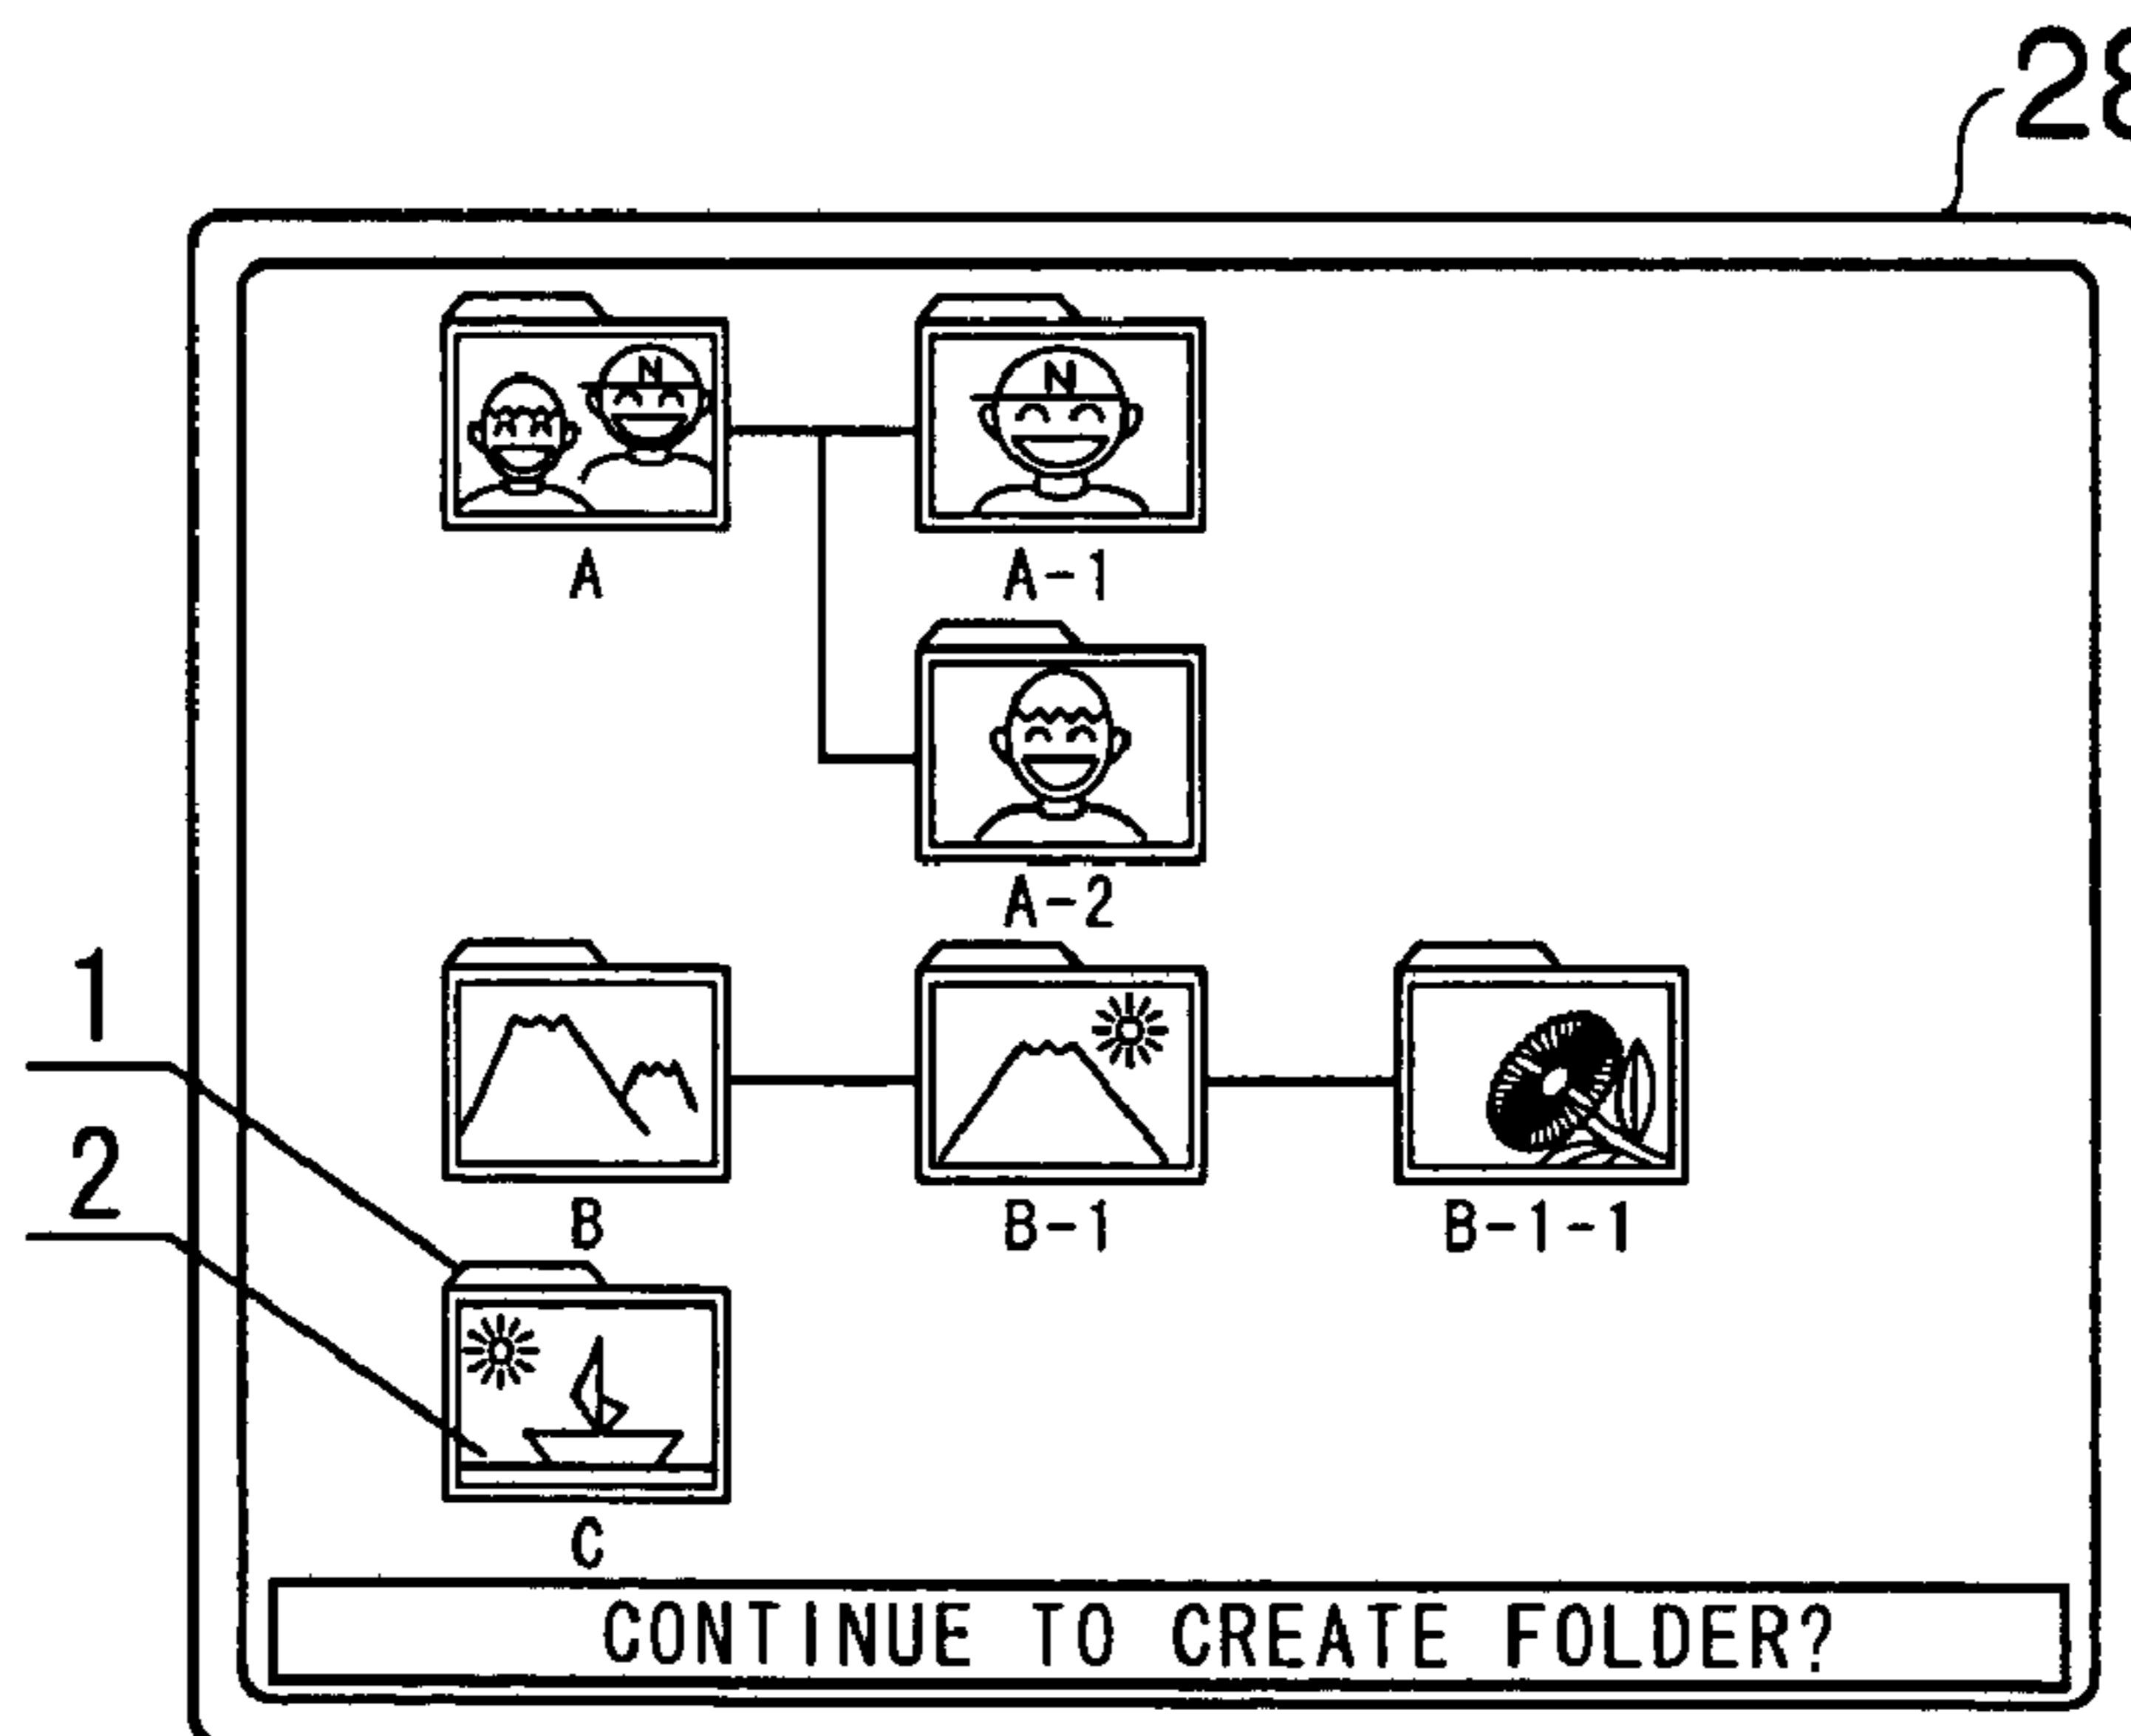 28
N N
A A-1
A-2
1
2
B B-1 B-1-1
C
CONTINUE TO CREATE FOLDER?